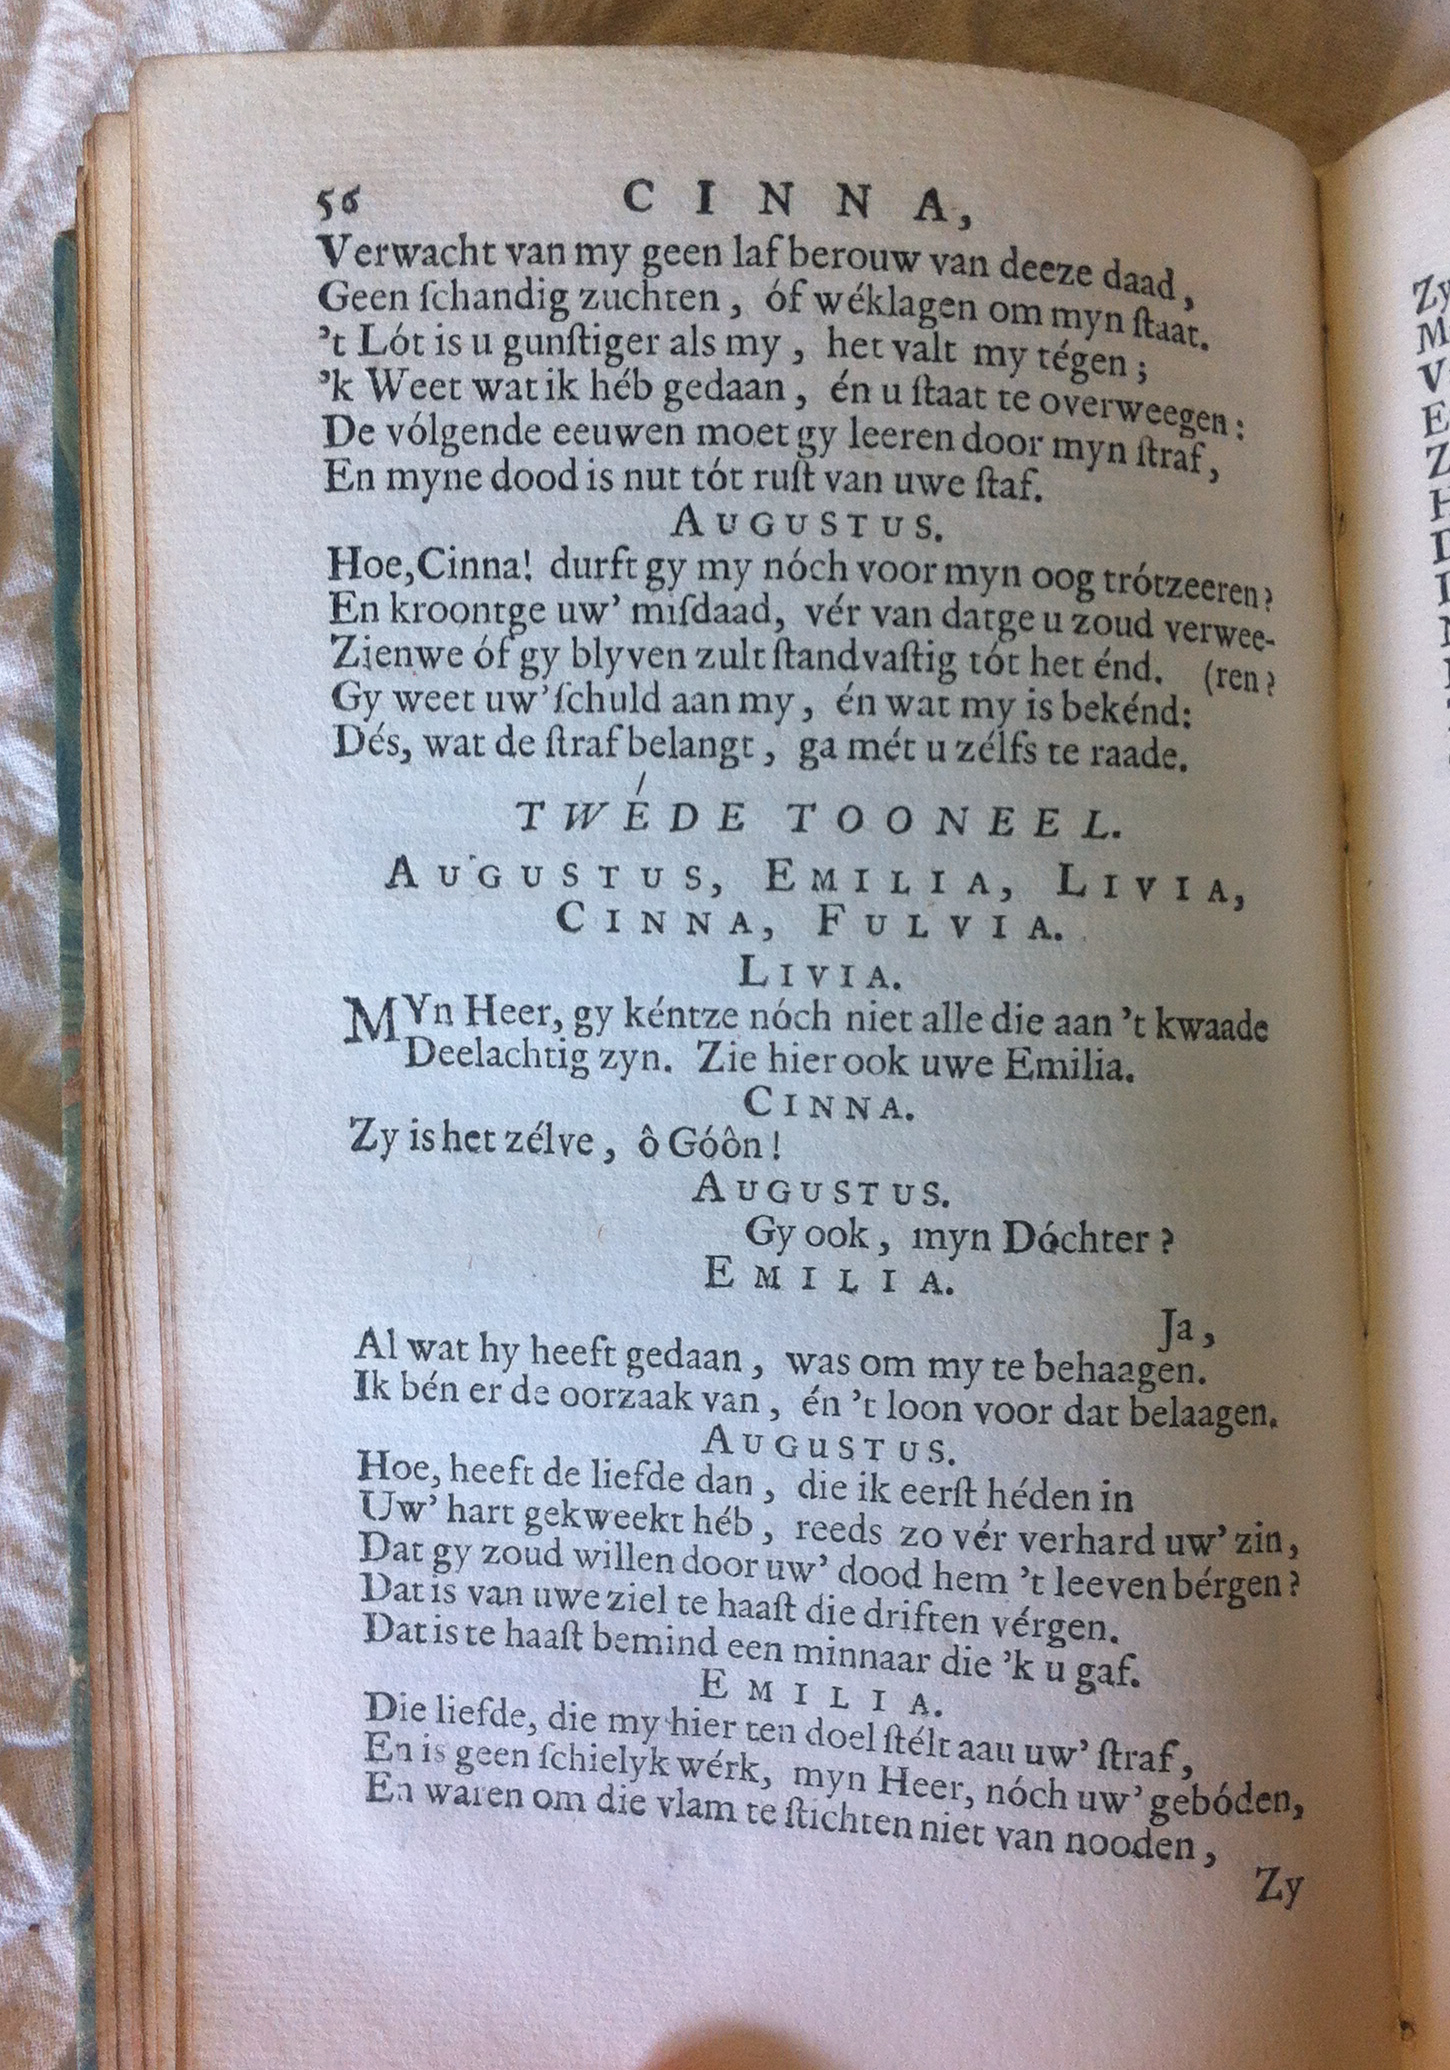 56 CINNA,
Verwacht van my geen laf berouw van deeze daad,
Geen ſchandig zuchten, óf wéklagen om myn ſtaat.
't Lót is u gunſtiger als my, het valt my tégen;
'k Weet wat ik héb gedaan, én u ſtaat te overweegen:
De vólgende eeuwen moet gy leeren door myn ſtraf,
En myne dood is nut tót ruſt van uwe ſtaf.
AUGUSTUS.
Hoe, Cinna! durft gy my nóch voor myn oog trótzeeren?
En kroontge uw' miſdaad, vér van datge u zoud verwee-
Zienwe óf gy blyven zult ſtandvaſtig tót het énd. (ren?
Gy weet uw' ſchuld aan my, én wat my is bekénd:
Dés, wat de ſtraf belangt, ga mét u zélfs te raade.
TWÉDE TOONEEL.
AUGUSTUS, EMILIA, LIVIA,
CINNA, FULVIA.
LIVIA.
MYn Heer, gy kéntze nóch niet alle die aan 't kwaade
Deelachtig zyn. Zie hier ook uwe Emilia.
CINNA.
Zy is het zélve, ô Góôn!
AUGUSTUS.
Gy ook, myn Dóchter?
EMILIA.
Ja,
Al wat hy heeft gedaan, was om my te behaagen.
Ik bén er de oorzaak van, én 't loon voor dat belaagen.
AUGUSTUS.
Hoe, heeft de liefde dan, die ik eerſt héden in
Uw' hart gekweekt héb, reeds zo vér verhard uw' zin,
Dat gy zoud willen door uw' dood hem 't leeven bérgen?
Dat is van uwe ziel te haaſt die driften vérgen.
Dat is te haaſt bemind een minnaar die 'k u gaf.
EMILIA.
Die liefde, die my hier ten doel ſtélt aau uw' ſtraf,
En is geen ſchielyk wérk, myn Heer, nóch uw' gebóden,
En waren om die vlam te ſtichten niet van nooden,
Zy